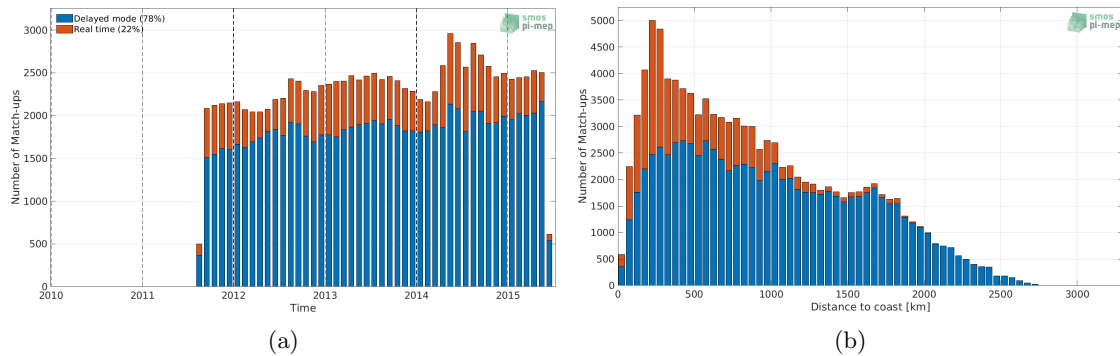 Delayed mode (78%)
Real time (22%)
smos
pi-mep
3000
2500
2000
1500
1000
500
0
Number of Match-ups
2010
2011
2012
2013
2014
2015
Time
(a)
smos
pi-mep
5000
4500
4000
3500
3000
2500
2000
1500
1000
500
0
Number of Match-ups
0
500
1000
1500
2000
2500
3000
Distance to coast [km]
(b)